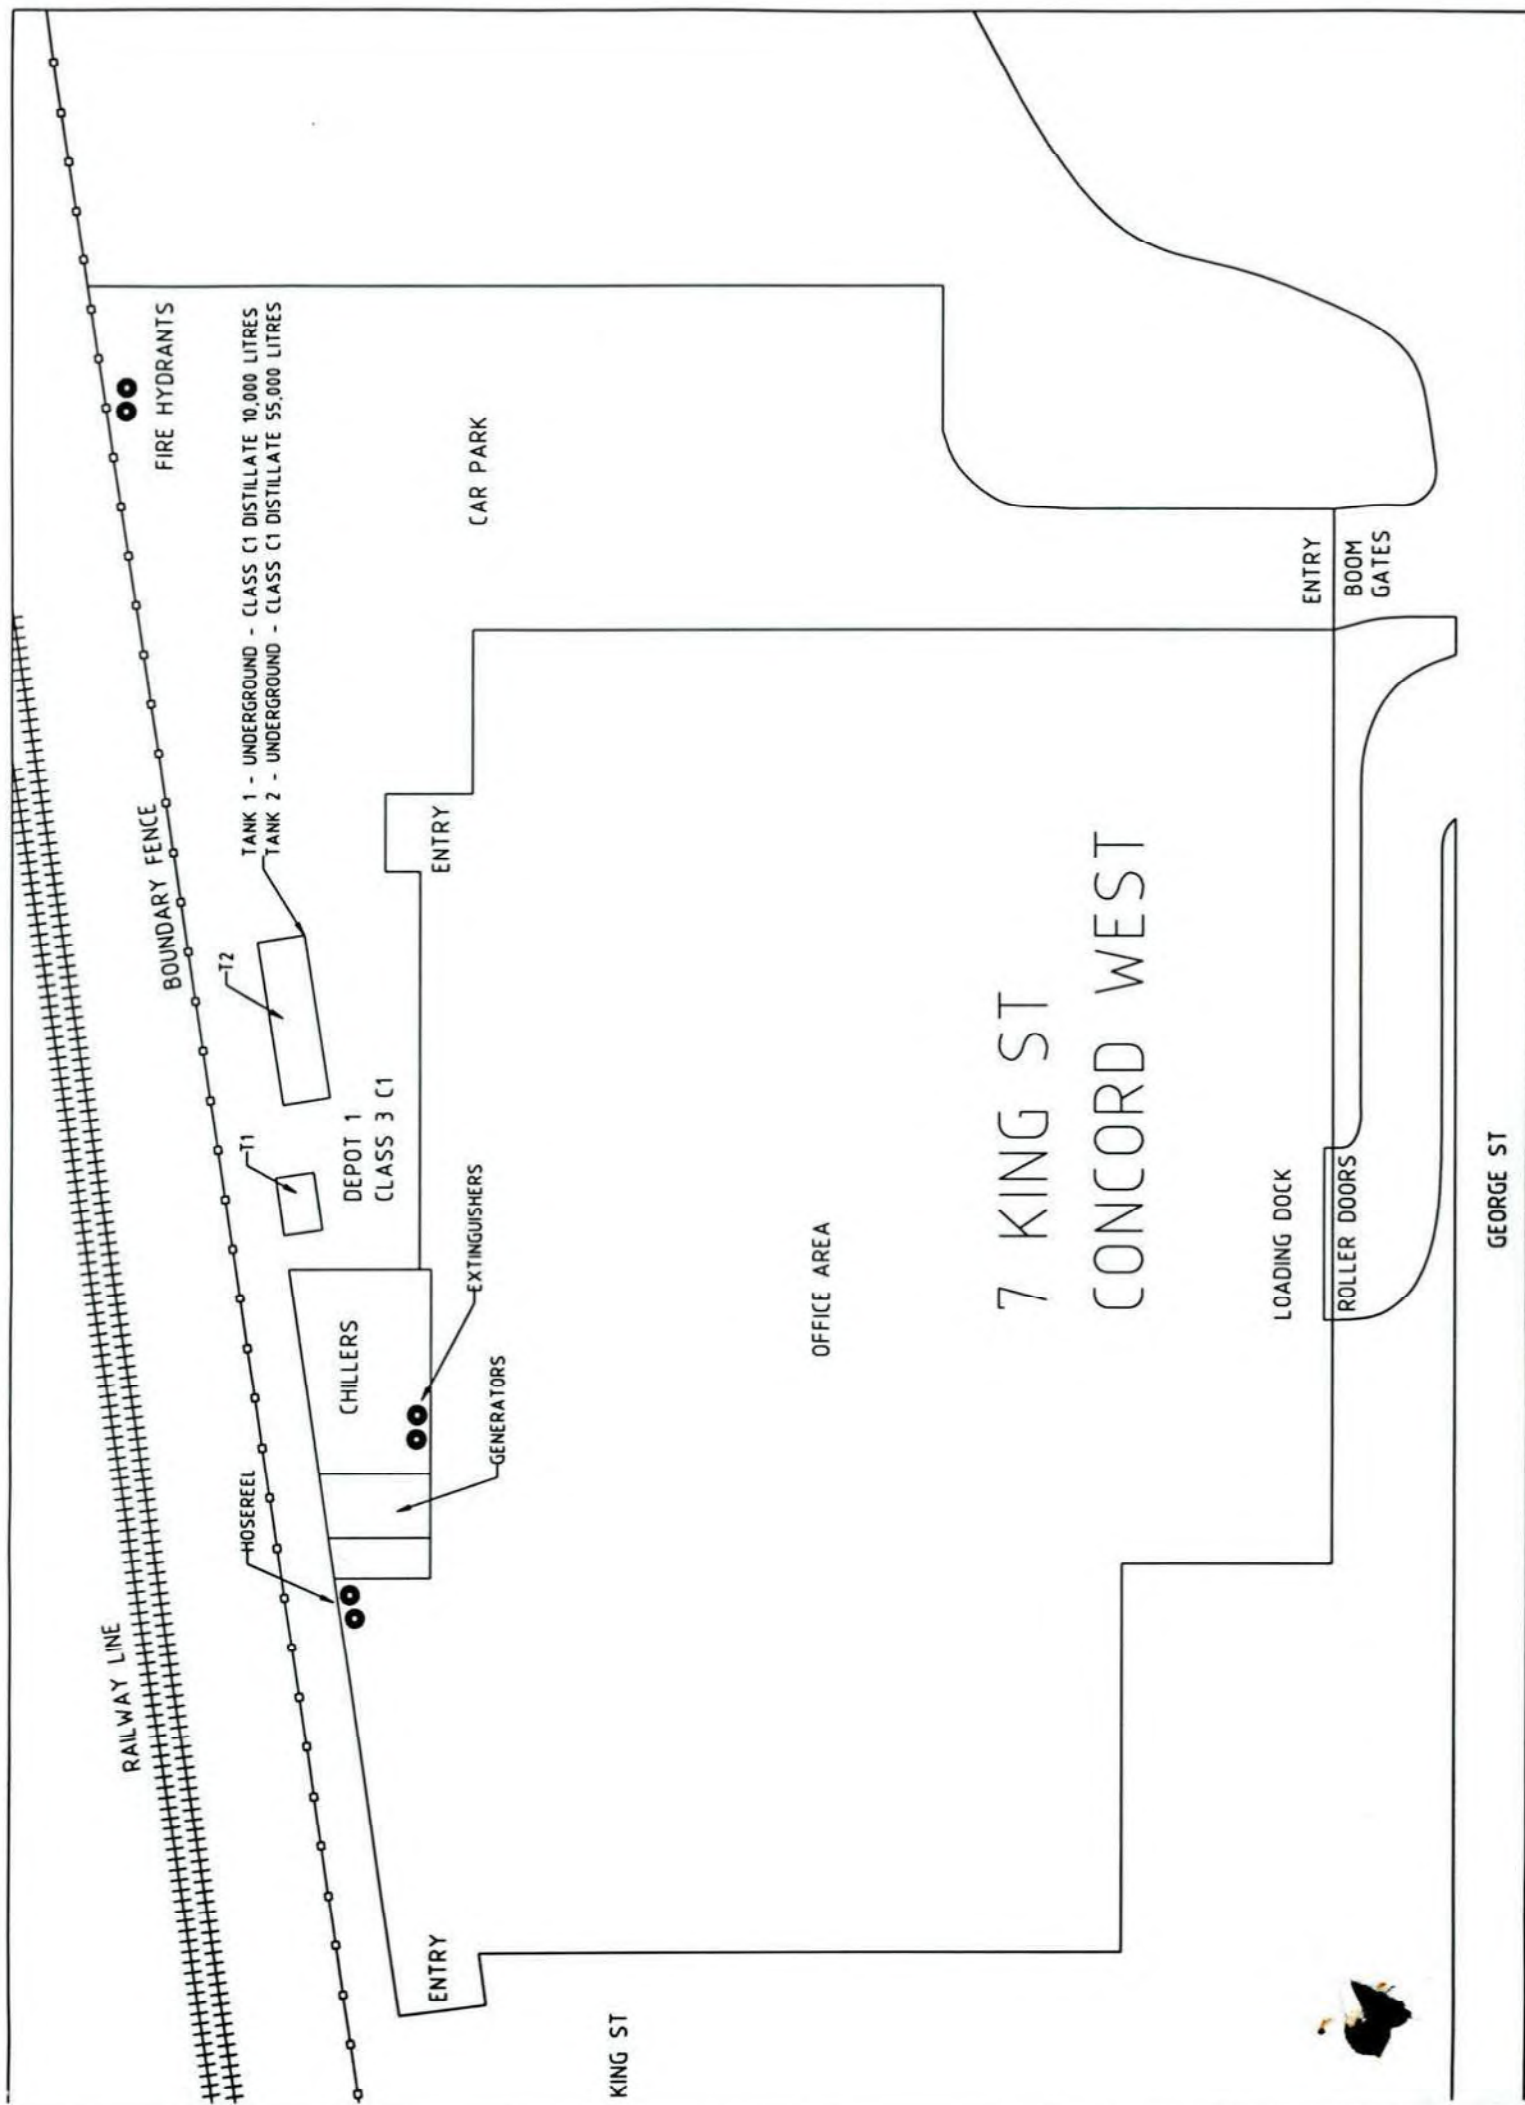 RAILWAY LINE
BOUNDARY FENCE
FIRE HYDRANTS
TANK 1 - UNDERGROUND - CLASS C1 DISTILLATE 10,000 LITRES
TANK 2 - UNDERGROUND - CLASS C1 DISTILLATE 55,000 LITRES
T2
T1
HOSEREEL
DEPOT 1
CLASS 3 C1
CHILLERS
EXTINGUISHERS
GENERATORS
ENTRY
ENTRY
CAR PARK
KING ST
OFFICE AREA
7 KING ST
CONCORD WEST
LOADING DOCK
ROLLER DOORS
ENTRY
BOOM
GATES
GEORGE ST